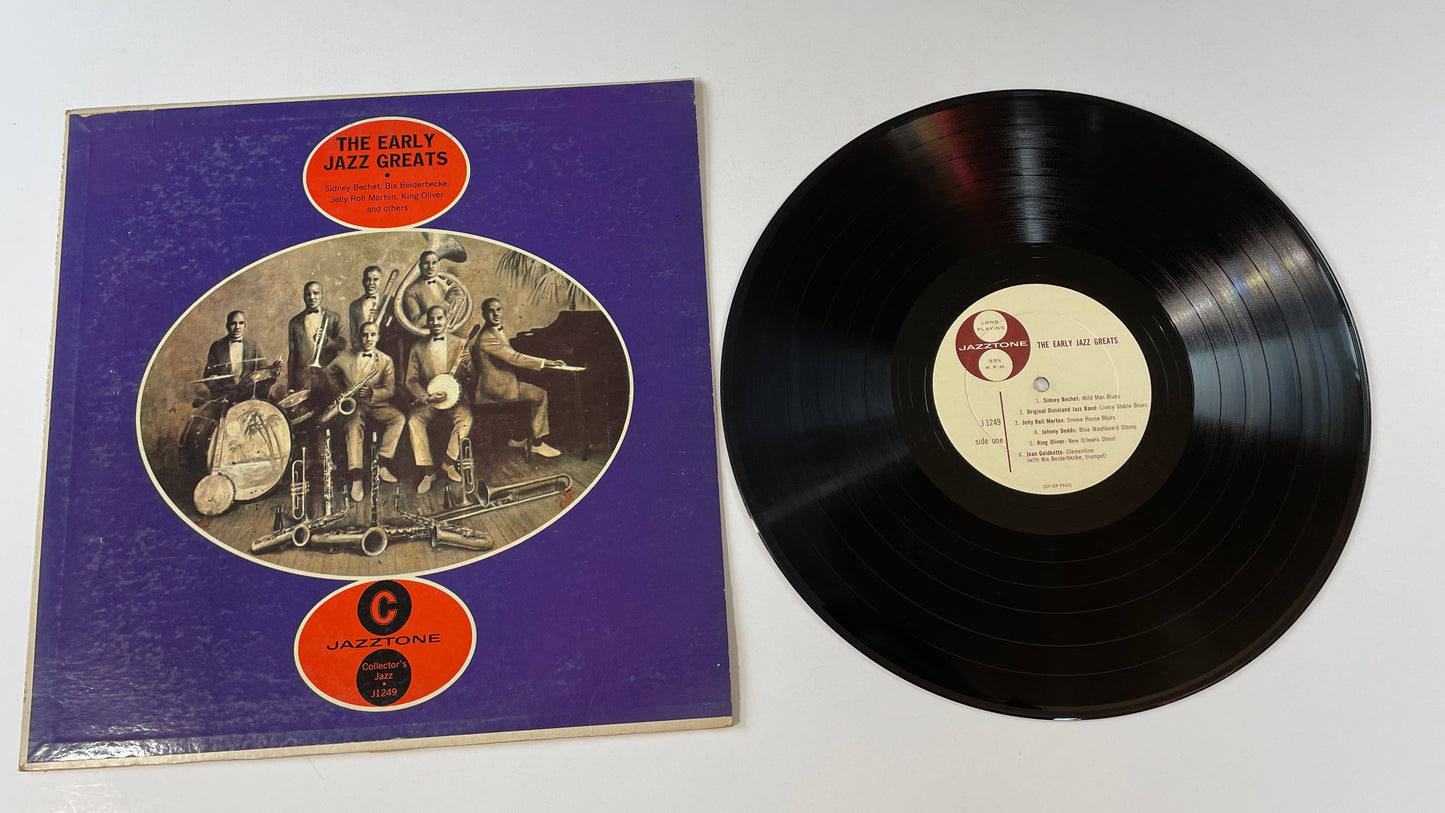 THE EARLY
JAZZ GREATS
•
Sidney Bechet, Bix Beiderbecke,
Jelly Roll Morton, King Oliver
and others
C
JAZZTONE
Collector's
Jazz
•
J1249
LONG
PLAYING
JAZZTONE
33⅓
R.P.M.
THE EARLY JAZZ GREATS
J 1249
side one
1. Sidney Bechet: Wild Man Blues
2. Original Dixieland Jazz Band: Livery Stable Blues
3. Jelly Roll Morton: Smoke House Blues
4. Johnny Dodds: Blue Washboard Stomp
5. King Oliver: New Orleans Shout
6. Jean Goldkette: Clementine
(with Bix Beiderbecke, trumpet)